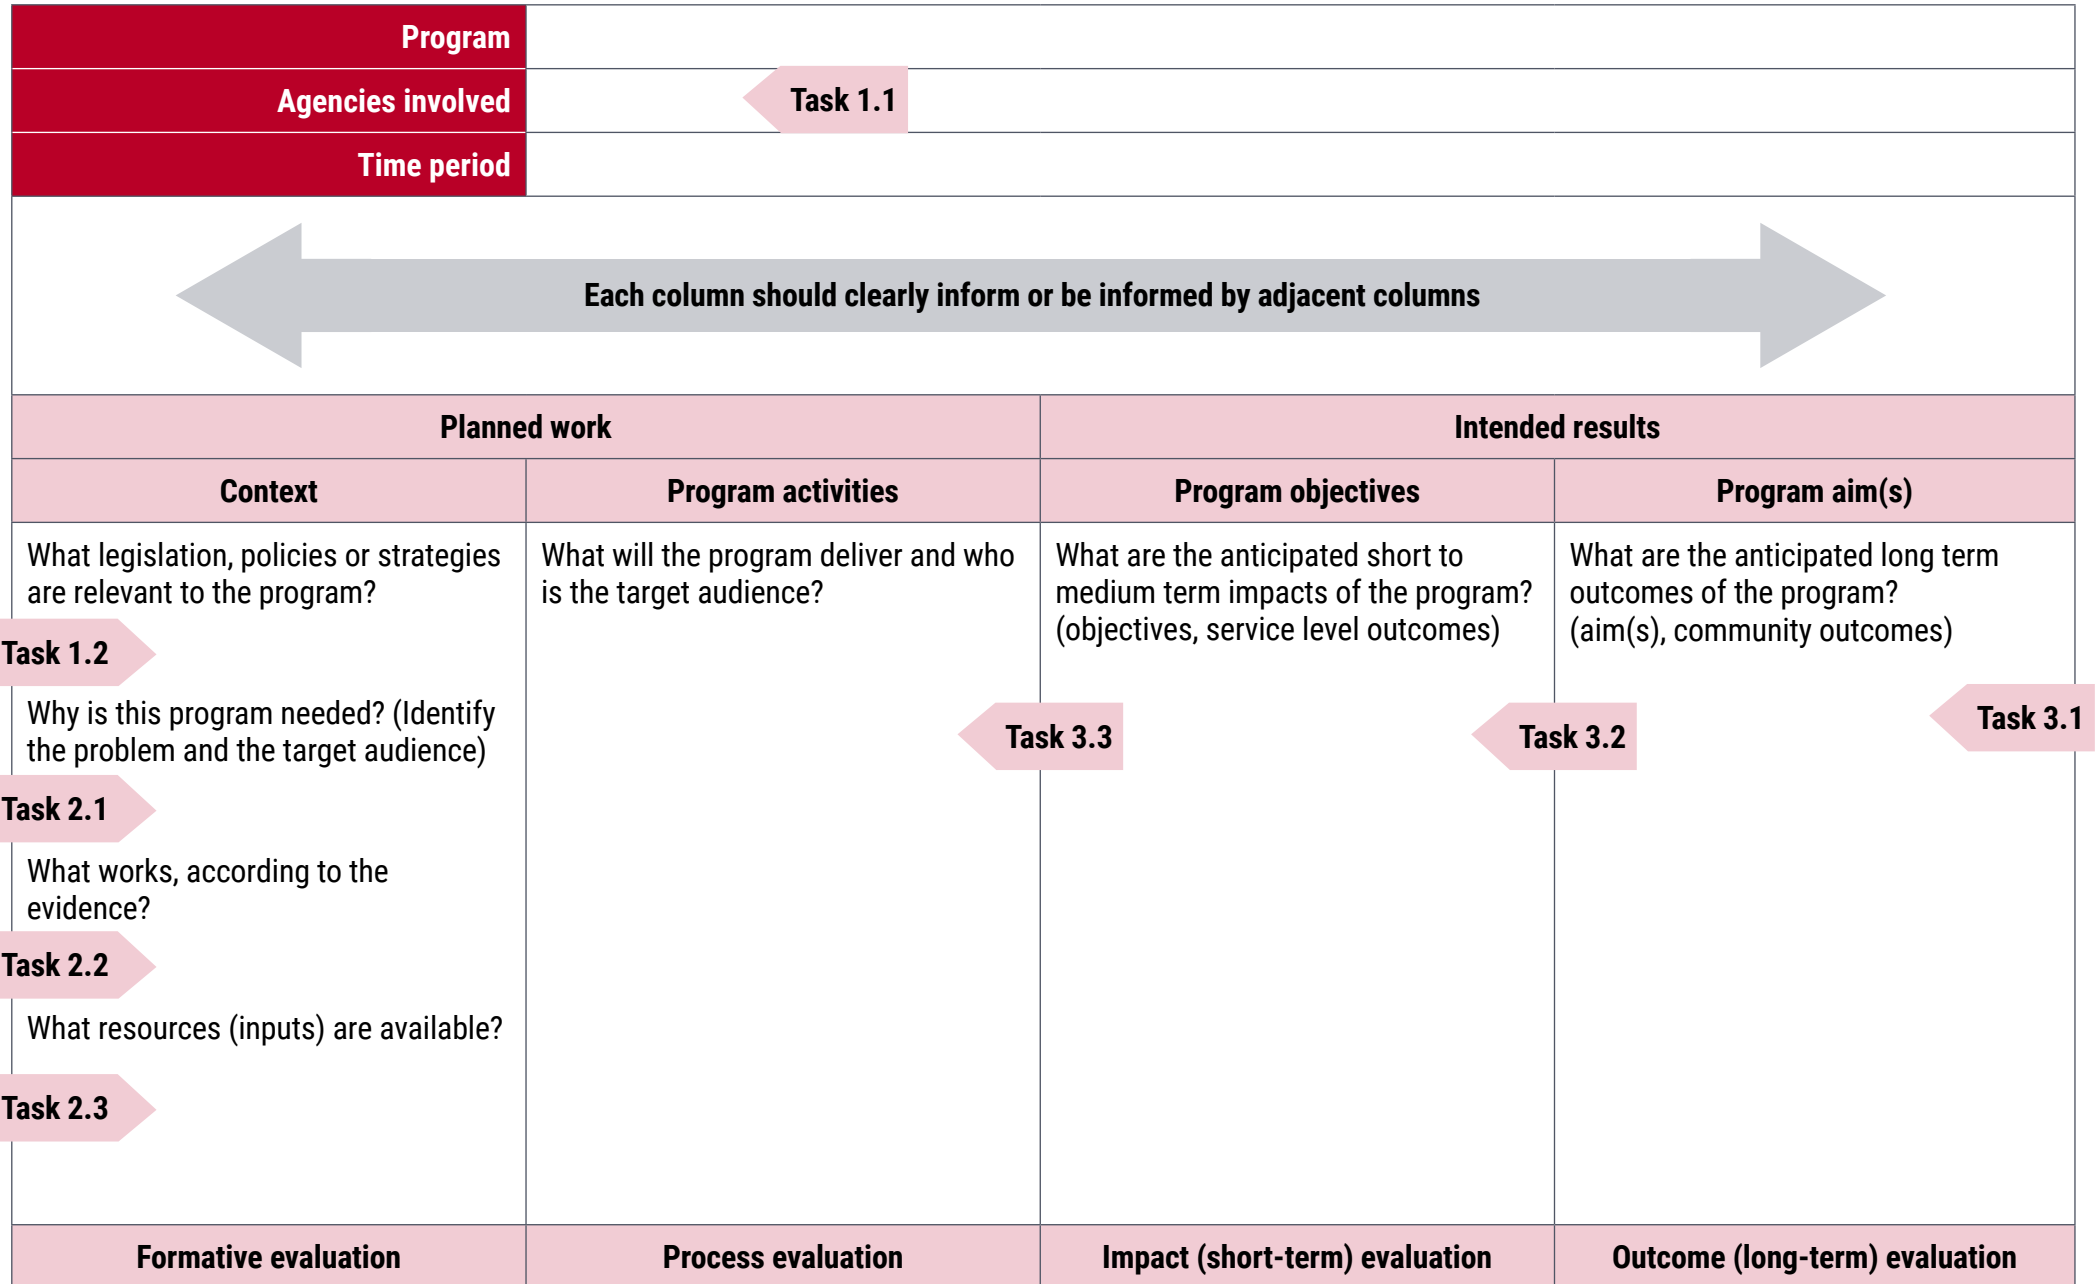 Program
Agencies involved
Task 1.1
Time period
Each column should clearly inform or be informed by adjacent columns
Planned work
Intended results
Context
Program activities
Program objectives
Program aim(s)
What legislation, policies or strategies
are relevant to the program?
Task 1.2
Why is this program needed? (Identify
the problem and the target audience)
Task 2.1
What works, according to the
evidence?
Task 2.2
What resources (inputs) are available?
Task 2.3
What will the program deliver and who
is the target audience?
Task 3.3
What are the anticipated short to
medium term impacts of the program?
(objectives, service level outcomes)
Task 3.2
What are the anticipated long term
outcomes of the program?
(aim(s), community outcomes)
Task 3.1
Formative evaluation
Process evaluation
Impact (short-term) evaluation
Outcome (long-term) evaluation